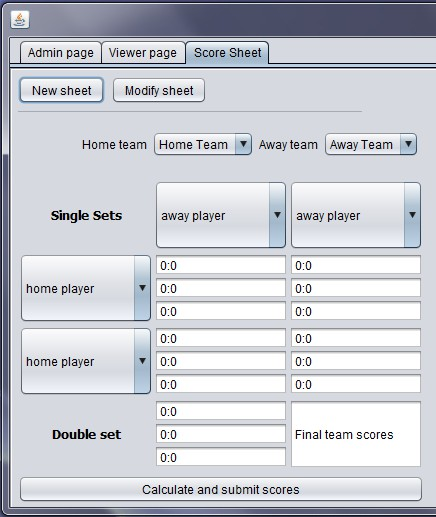 Admin page Viewer page Score Sheet
New sheet Modify sheet
Home team Home Team Away team Away Team
Single Sets away player away player
home player
0:0 0:0
0:0 0:0
0:0 0:0
home player
0:0 0:0
0:0 0:0
0:0 0:0
Double set
0:0
0:0
0:0
Final team scores
Calculate and submit scores